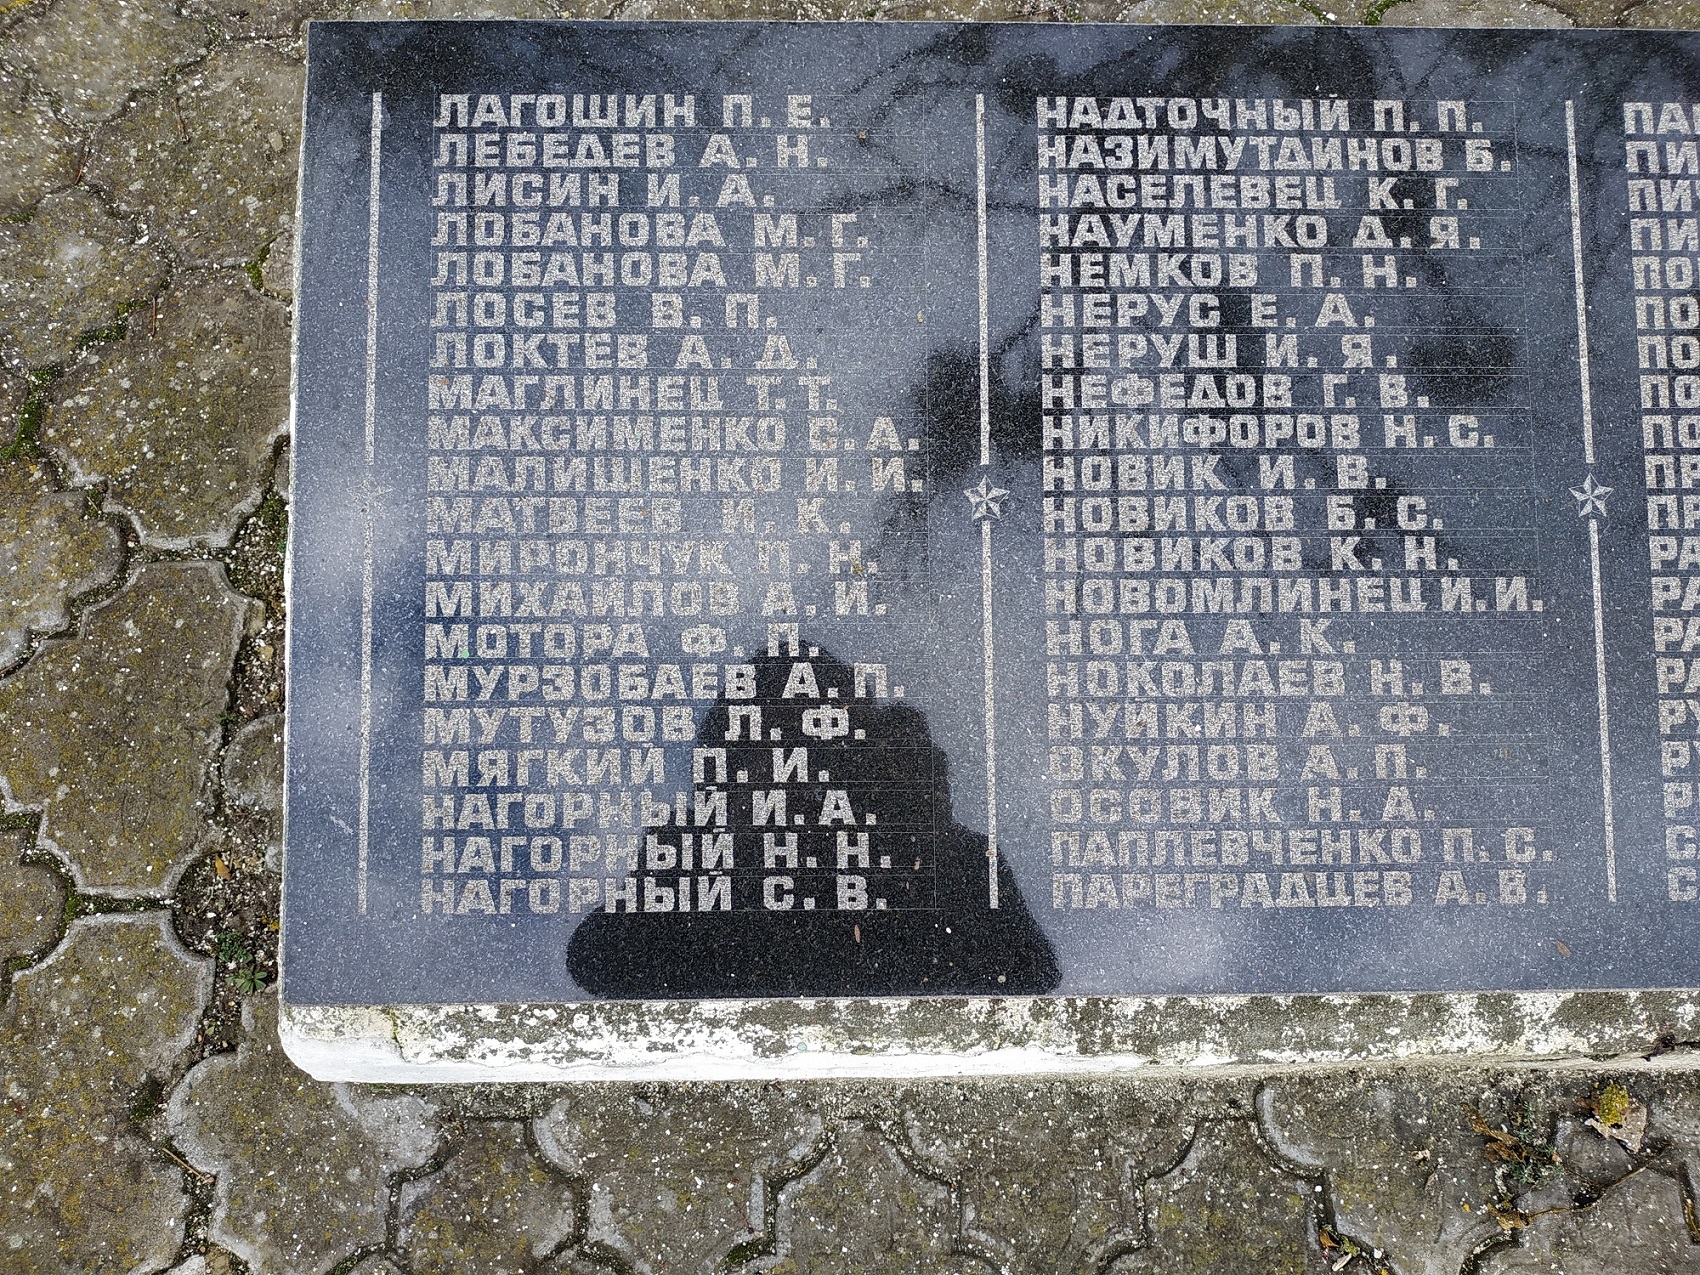 ЛАГОШИН П. Е.
ЛЕБЕДЕВ А. Н.
ЛИСИН И. А.
ЛОБАНОВА М. Г.
ЛОБАНОВА М. Г.
ЛОСЕВ В. П.
ЛОКТЕВ А. Д.
МАГЛИНЕЦ Т. Т.
МАКСИМЕНКО С. А.
МАЛИШЕНКО И. И.
МАТВЕЕВ И. К.
МИРОНЧУК П. Н.
МИХАЙЛОВ А. И.
МОТОРА Ф. П.
МУРЗОБАЕВ А. П.
МУТУЗОВ Л. Ф.
МЯГКИЙ П. И.
НАГОРНЫЙ И. А.
НАГОРНЫЙ Н. Н.
НАГОРНЫЙ С. В.
НАДТОЧНЫЙ П. П.
НАЗИМУТДИНОВ Б.
НАСЕЛЕВЕЦ К. Г.
НАУМЕНКО Д. Я.
НЕМКОВ П. Н.
НЕРУС Е. А.
НЕРУШ И. Я.
НЕФЕДОВ Г. В.
НИКИФОРОВ Н. С.
НОВИК И. В.
НОВИКОВ Б. С.
НОВИКОВ К. Н.
НОВОМЛИНЕЦ И. И.
НОГА А. К.
НОКОЛАЕВ Н. В.
НУЙКИН А. Ф.
ОКУЛОВ А. П.
ОСОВИК Н. А.
ПАПЛЕВЧЕНКО П. С.
ПАРЕГРАДЦЕВ А. В.